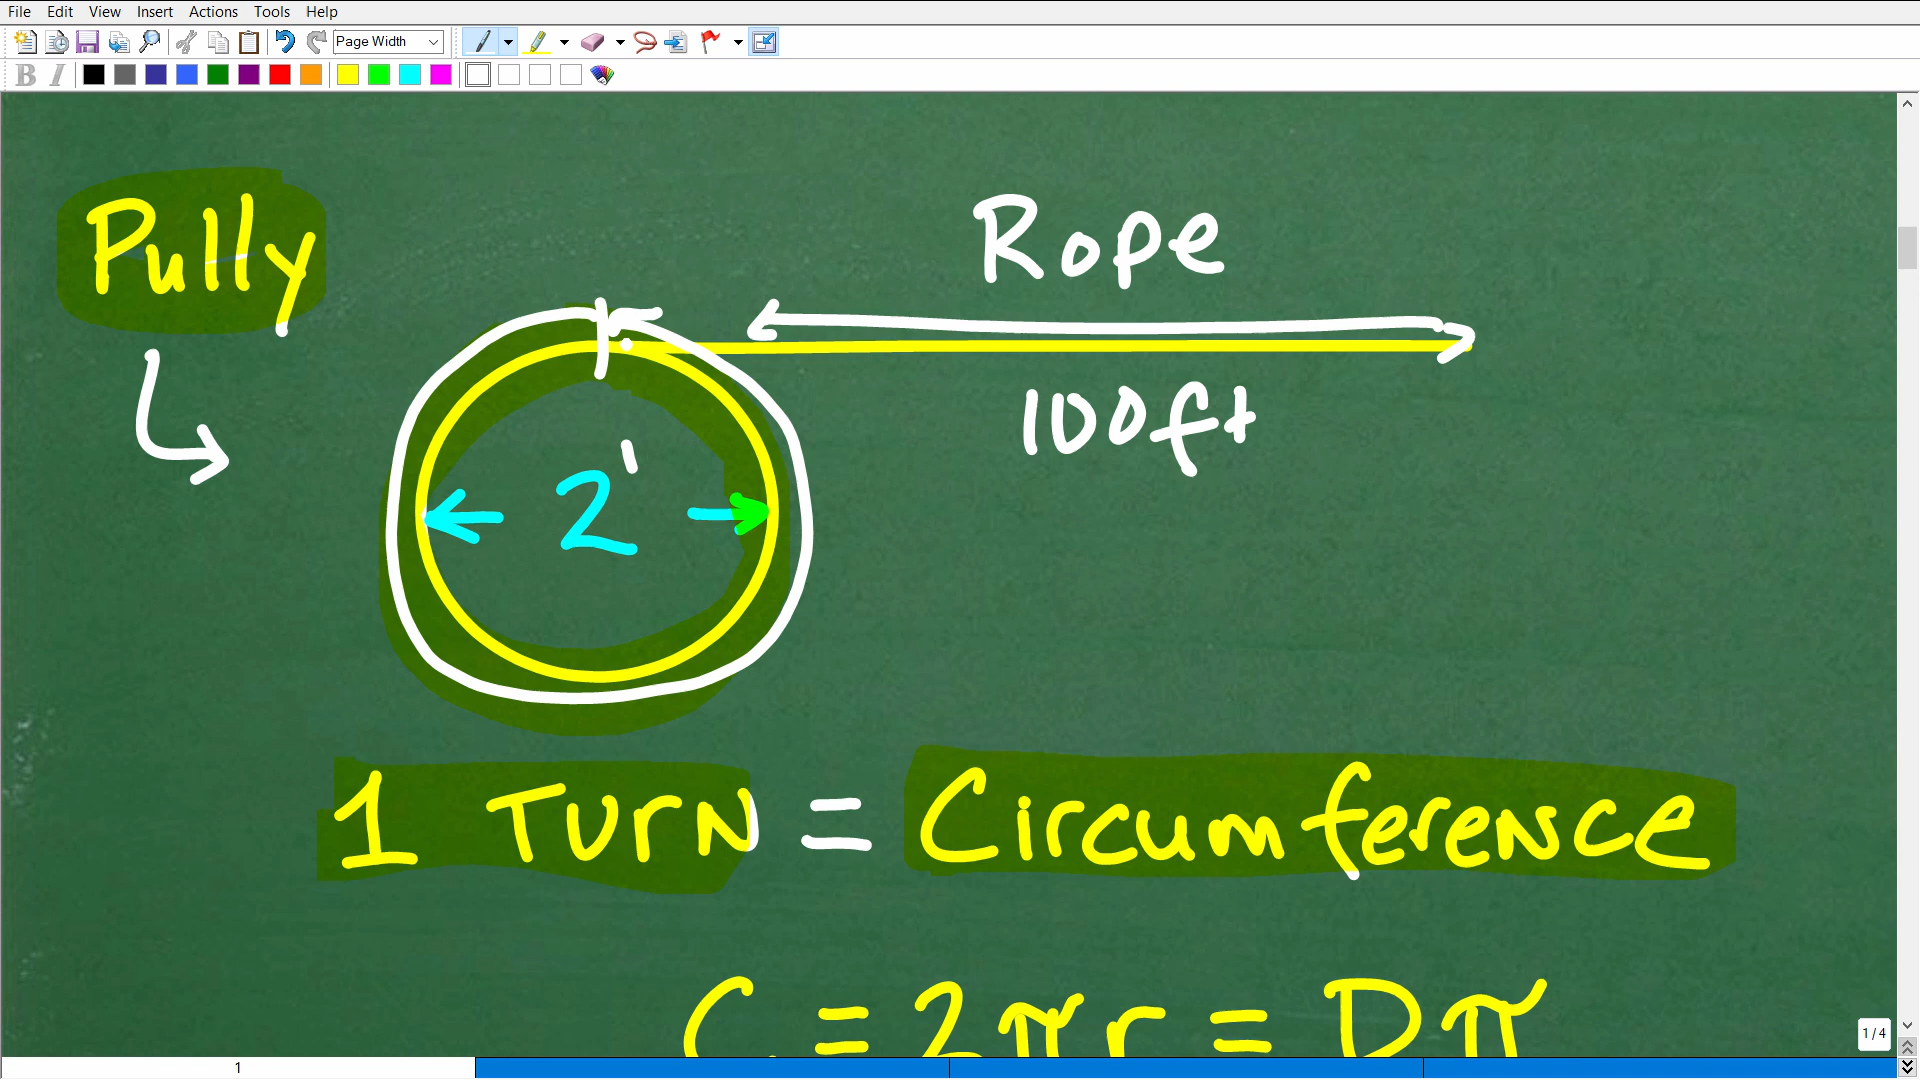 File Edit View Insert Actions Tools Help
Page Width
B I
Pully
Rope
100ft
2'
1 Turn = Circumference
C = 2πr = Dπ
1 / 4
1